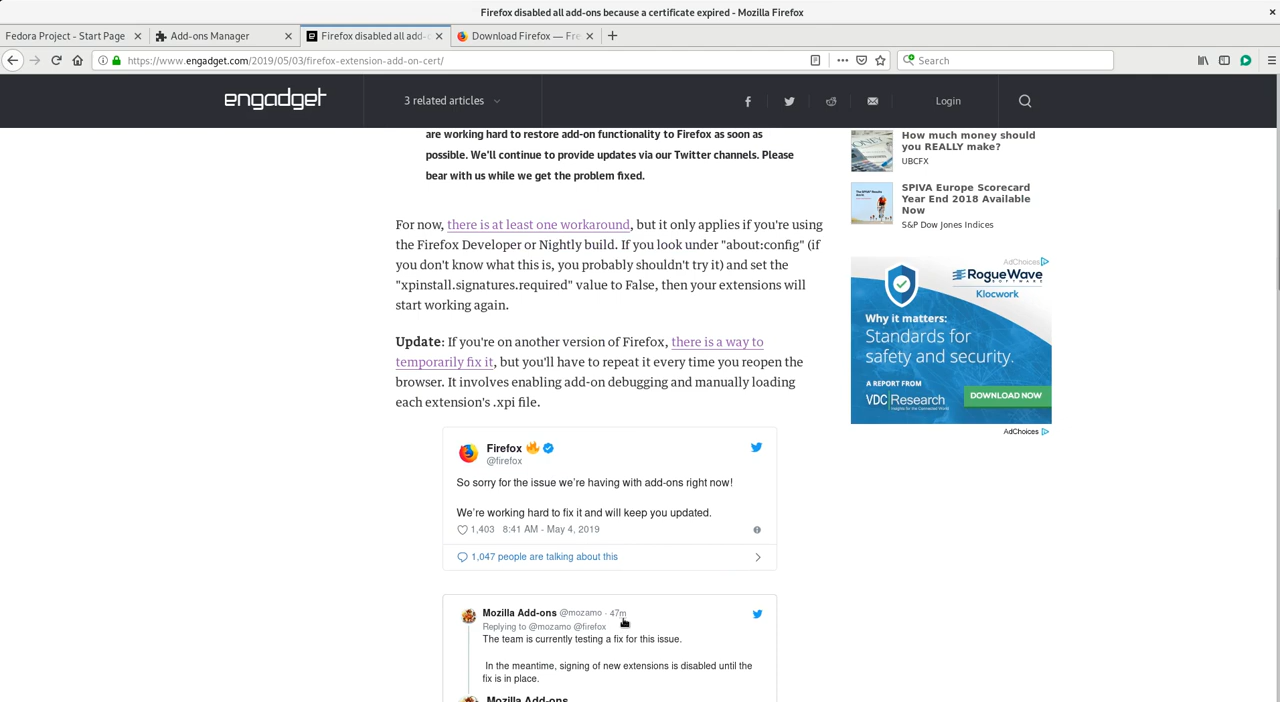 Firefox disabled all add-ons because a certificate expired - Mozilla Firefox
Fedora Project - Start Page
Add-ons Manager
Firefox disabled all add-
Download Firefox — Fre
https://www.engadget.com/2019/05/03/firefox-extension-add-on-cert/
Search
engadget
3 related articles
Login
are working hard to restore add-on functionality to Firefox as soon as
possible. We'll continue to provide updates via our Twitter channels. Please
bear with us while we get the problem fixed.
For now, there is at least one workaround, but it only applies if you're using
the Firefox Developer or Nightly build. If you look under "about:config" (if
you don't know what this is, you probably shouldn't try it) and set the
"xpinstall.signatures.required" value to False, then your extensions will
start working again.
Update: If you're on another version of Firefox, there is a way to
temporarily fix it, but you'll have to repeat it every time you reopen the
browser. It involves enabling add-on debugging and manually loading
each extension's .xpi file.
Firefox
@firefox
So sorry for the issue we're having with add-ons right now!
We're working hard to fix it and will keep you updated.
1,403 8:41 AM - May 4, 2019
1,047 people are talking about this
Mozilla Add-ons @mozamo · 47m
Replying to @mozamo @firefox
The team is currently testing a fix for this issue.
In the meantime, signing of new extensions is disabled until the
fix is in place.
Mozilla Add-ons
How much money should
you REALLY make?
UBCFX
SPIVA Europe Scorecard
Year End 2018 Available
Now
S&P Dow Jones Indices
AdChoices
RogueWave
SOFTWARE
Klocwork
Why it matters:
Standards for
safety and security.
A REPORT FROM
VDC Research
DOWNLOAD NOW
AdChoices